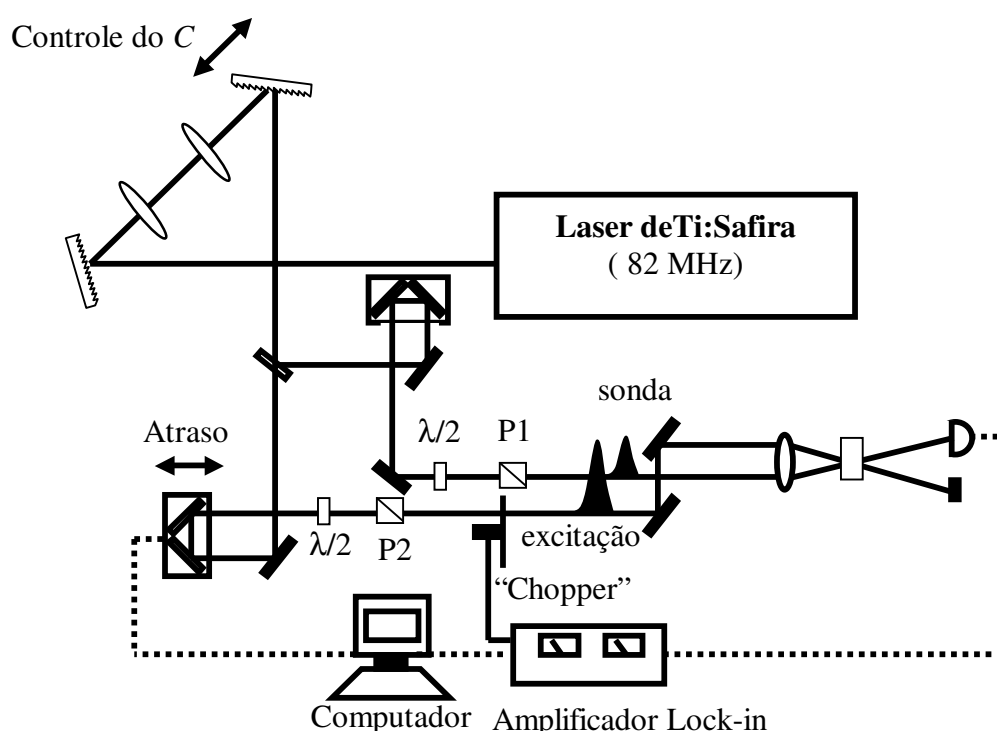 Controle do C
Laser deTi:Safira
( 82 MHz)
sonda
Atraso
λ/2
P1
λ/2
P2
excitação
“Chopper”
Computador
Amplificador Lock-in